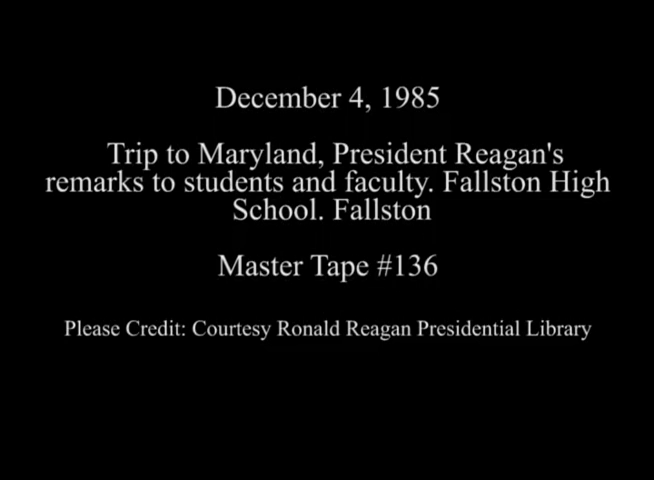 December 4, 1985
Trip to Maryland, President Reagan's
remarks to students and faculty. Fallston High
School. Fallston
Master Tape #136
Please Credit: Courtesy Ronald Reagan Presidential Library